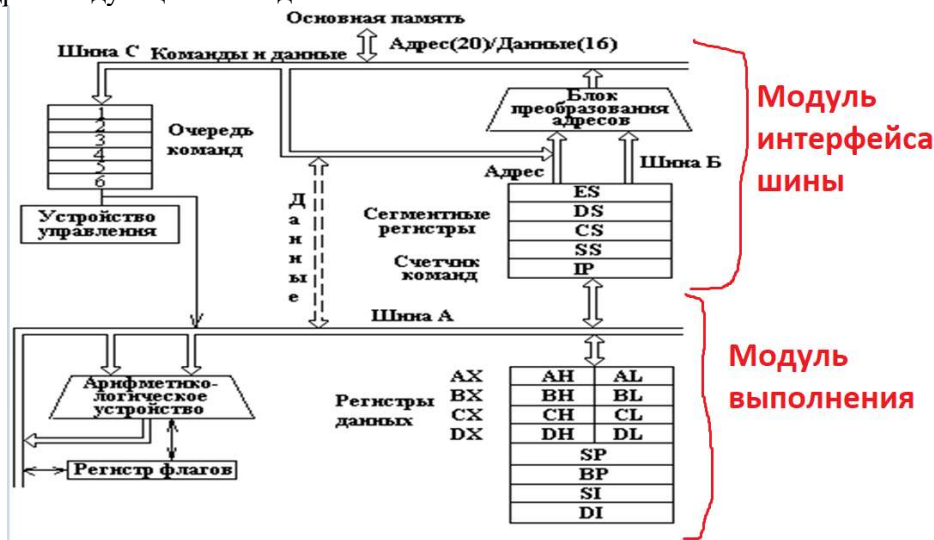 Основная память
Адрес(20)/Данные(16)
Шина С Команды и данные
1
2
3
4
5
6
Очередь
команд
Устройство
управления
Д
а
н
н
ы
е
Блок
преобразования
адресов
Адрес
Шина Б
Сегментные
регистры
Счетчик
команд
ES
DS
CS
SS
IP
Модуль
интерфейса
шины
Шина А
Арифметико-
логическое
устройство
Регистр флагов
Регистры
данных
AX AH AL
BX BH BL
CX CH CL
DX DH DL
SP
BP
SI
DI
Модуль
выполнения